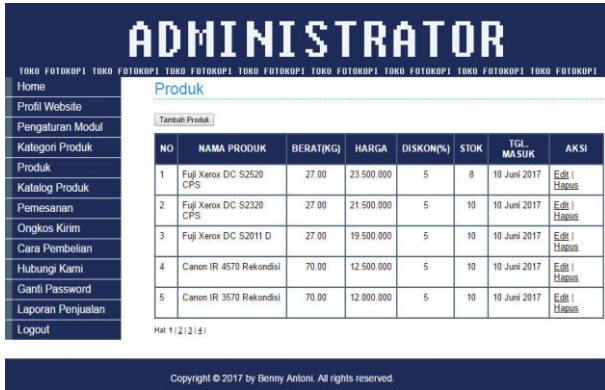 ADMINISTRATOR
TOKO FOTOKOPI TOKO FOTOKOPI TOKO FOTOKOPI TOKO FOTOKOPI TOKO FOTOKOPI TOKO FOTOKOPI TOKO FOTOKOPI TOKO FOTOKOPI
Home
Profil Website
Pengaturan Modul
Kategori Produk
Produk
Katalog Produk
Pemesanan
Ongkos Kirim
Cara Pembelian
Hubungi Kami
Ganti Password
Laporan Penjualan
Logout
Produk
Tambah Produk
NO NAMA PRODUK BERAT(KG) HARGA DISKON(%) STOK TGL. MASUK AKSI
1 Fuji Xerox DC S2520 CPS 27.00 23.500.000 5 8 10 Juni 2017 Edit | Hapus
2 Fuji Xerox DC S2320 CPS 27.00 21.500.000 5 10 10 Juni 2017 Edit | Hapus
3 Fuji Xerox DC S2011 D 27.00 19.500.000 5 10 10 Juni 2017 Edit | Hapus
4 Canon IR 4570 Rekondisi 70.00 12.500.000 5 10 10 Juni 2017 Edit | Hapus
5 Canon IR 3570 Rekondisi 70.00 12.000.000 5 10 10 Juni 2017 Edit | Hapus
Hal: 1 | 2 | 3 | 4 |
Copyright © 2017 by Benny Antoni. All rights reserved.